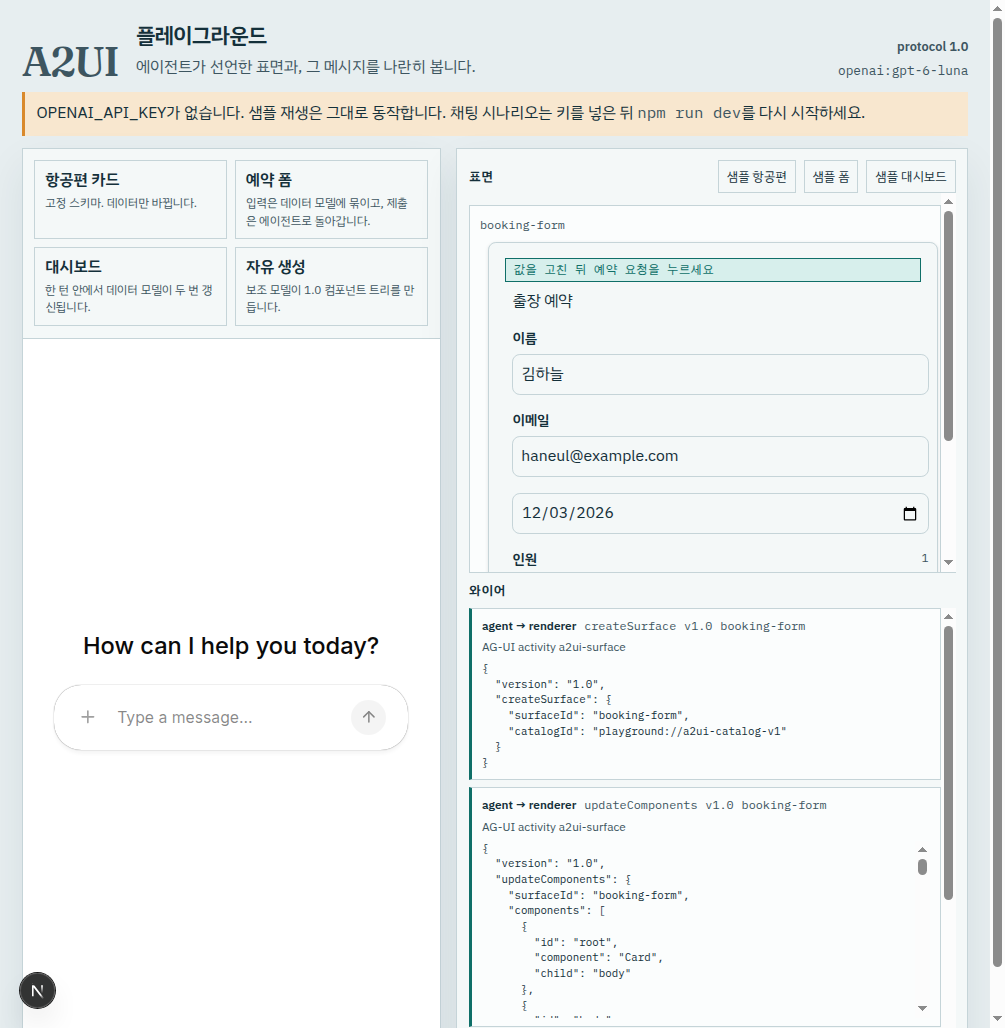 A2UI
플레이그라운드
에이전트가 선언한 표면과, 그 메시지를 나란히 봅니다.
protocol 1.0
openai:gpt-6-luna
OPENAI_API_KEY가 없습니다. 샘플 재생은 그대로 동작합니다. 채팅 시나리오는 키를 넣은 뒤 npm run dev를 다시 시작하세요.
항공편 카드
고정 스키마. 데이터만 바뀝니다.
예약 폼
입력은 데이터 모델에 묶이고, 제출
은 에이전트로 돌아갑니다.
대시보드
한 턴 안에서 데이터 모델이 두 번 갱
신됩니다.
자유 생성
보조 모델이 1.0 컴포넌트 트리를 만
듭니다.
How can I help you today?
Type a message...
N
표면
샘플 항공편
샘플 폼
샘플 대시보드
booking-form
값을 고친 뒤 예약 요청을 누르세요
출장 예약
이름
김하늘
이메일
haneul@example.com
12/03/2026
인원
1
와이어
agent → renderer createSurface v1.0 booking-form
AG-UI activity a2ui-surface
{
  "version": "1.0",
  "createSurface": {
    "surfaceId": "booking-form",
    "catalogId": "playground://a2ui-catalog-v1"
  }
}
agent → renderer updateComponents v1.0 booking-form
AG-UI activity a2ui-surface
{
  "version": "1.0",
  "updateComponents": {
    "surfaceId": "booking-form",
    "components": [
      {
        "id": "root",
        "component": "Card",
        "child": "body"
      },
      {